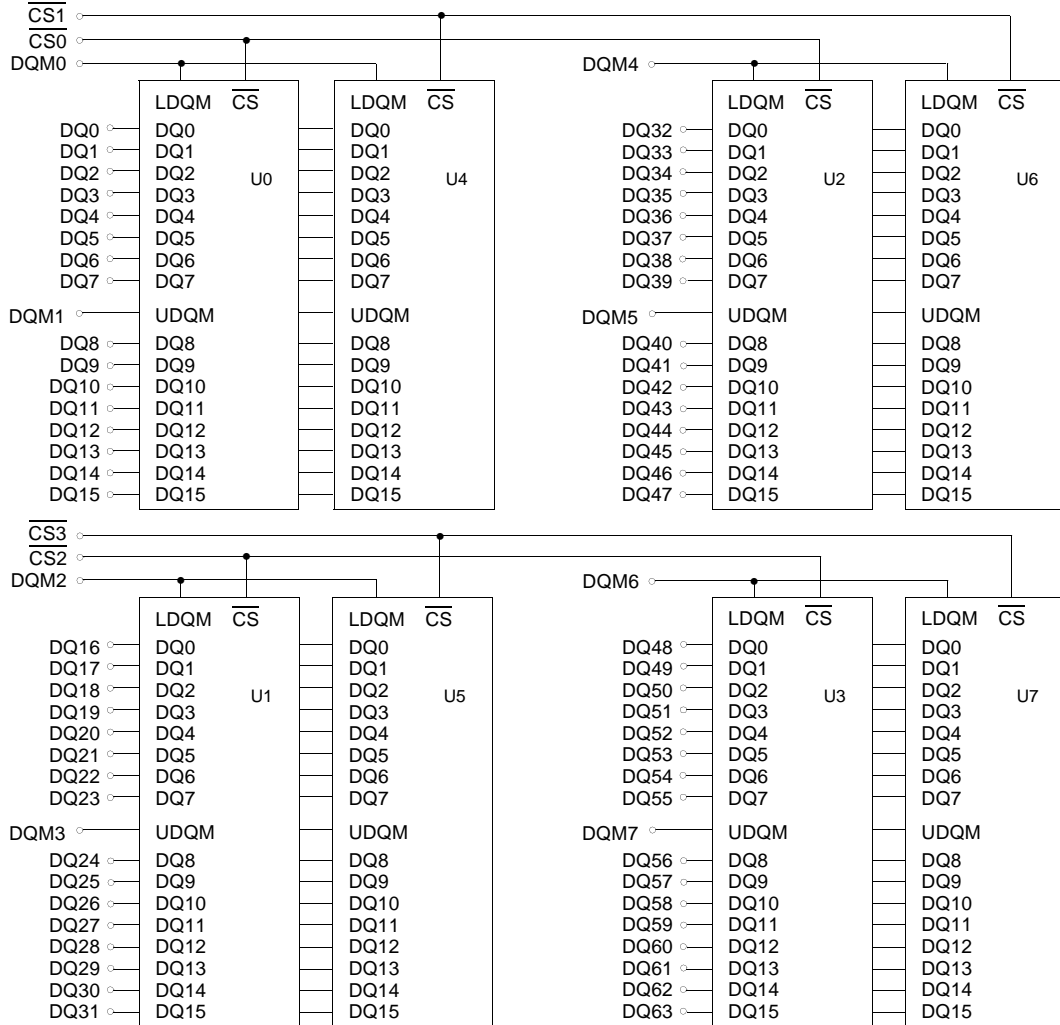 CS1
CS0
DQM0 DQM4
LDQM CS LDQM CS LDQM CS LDQM CS
DQ0 DQ0 DQ0 DQ32 DQ0 DQ0
DQ1 DQ1 DQ1 DQ33 DQ1 DQ1
DQ2 DQ2 DQ2 DQ34 DQ2 DQ2
U0 U4 U2 U6
DQ3 DQ3 DQ3 DQ35 DQ3 DQ3
DQ4 DQ4 DQ4 DQ36 DQ4 DQ4
DQ5 DQ5 DQ5 DQ37 DQ5 DQ5
DQ6 DQ6 DQ6 DQ38 DQ6 DQ6
DQ7 DQ7 DQ7 DQ39 DQ7 DQ7
DQM1 UDQM UDQM DQM5 UDQM UDQM
DQ8 DQ8 DQ8 DQ40 DQ8 DQ8
DQ9 DQ9 DQ9 DQ41 DQ9 DQ9
DQ10 DQ10 DQ10 DQ42 DQ10 DQ10
DQ11 DQ11 DQ11 DQ43 DQ11 DQ11
DQ12 DQ12 DQ12 DQ44 DQ12 DQ12
DQ13 DQ13 DQ13 DQ45 DQ13 DQ13
DQ14 DQ14 DQ14 DQ46 DQ14 DQ14
DQ15 DQ15 DQ15 DQ47 DQ15 DQ15
CS3
CS2
DQM2 DQM6
LDQM CS LDQM CS LDQM CS LDQM CS
DQ16 DQ0 DQ0 DQ48 DQ0 DQ0
DQ17 DQ1 DQ1 DQ49 DQ1 DQ1
DQ18 DQ2 DQ2 DQ50 DQ2 DQ2
U1 U5 U3 U7
DQ19 DQ3 DQ3 DQ51 DQ3 DQ3
DQ20 DQ4 DQ4 DQ52 DQ4 DQ4
DQ21 DQ5 DQ5 DQ53 DQ5 DQ5
DQ22 DQ6 DQ6 DQ54 DQ6 DQ6
DQ23 DQ7 DQ7 DQ55 DQ7 DQ7
DQM3 UDQM UDQM DQM7 UDQM UDQM
DQ24 DQ8 DQ8 DQ56 DQ8 DQ8
DQ25 DQ9 DQ9 DQ57 DQ9 DQ9
DQ26 DQ10 DQ10 DQ58 DQ10 DQ10
DQ27 DQ11 DQ11 DQ59 DQ11 DQ11
DQ28 DQ12 DQ12 DQ60 DQ12 DQ12
DQ29 DQ13 DQ13 DQ61 DQ13 DQ13
DQ30 DQ14 DQ14 DQ62 DQ14 DQ14
DQ31 DQ15 DQ15 DQ63 DQ15 DQ15